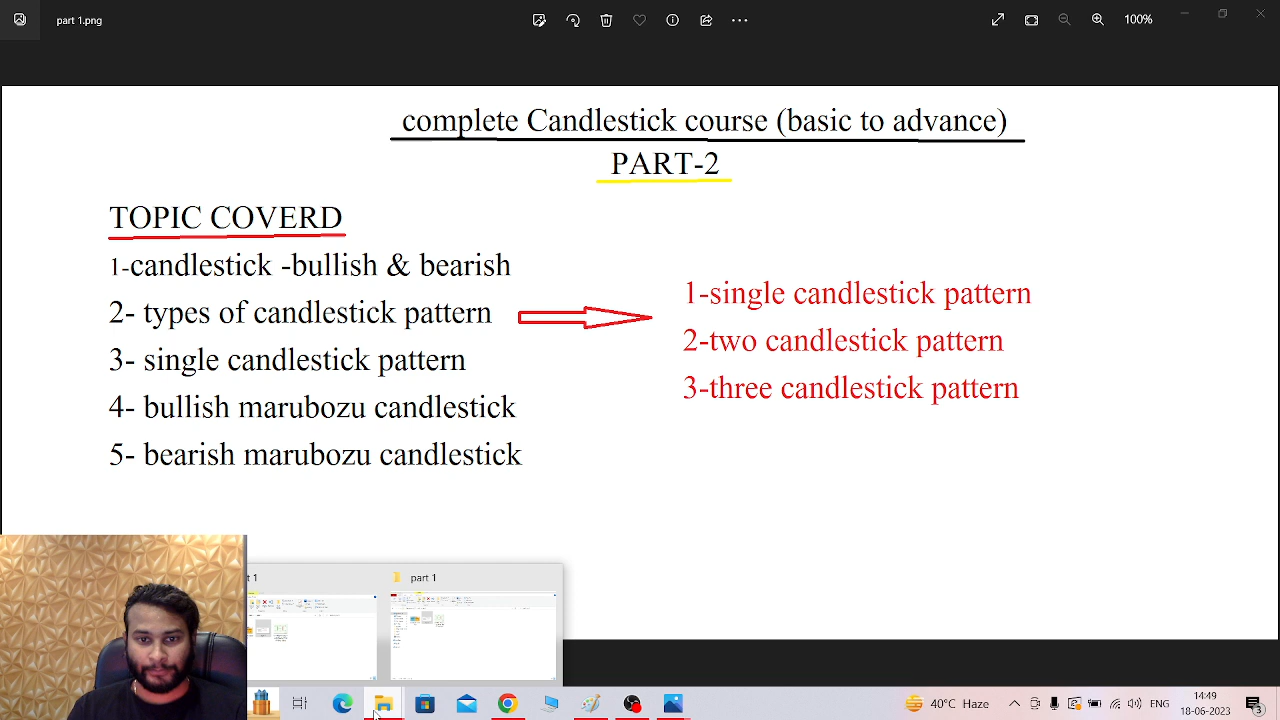 part 1.png
100%
complete Candlestick course (basic to advance)
PART-2
TOPIC COVERD
1-candlestick -bullish & bearish
2- types of candlestick pattern
3- single candlestick pattern
4- bullish marubozu candlestick
5- bearish marubozu candlestick
1-single candlestick pattern
2-two candlestick pattern
3-three candlestick pattern
t 1
part 1
40°C Haze
ENG
14:49
18-06-2023
3